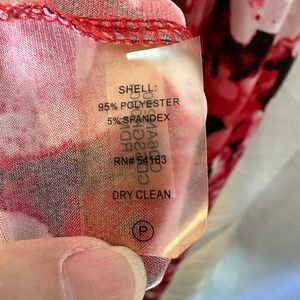 SHELL:
95% POLYESTER
5% SPANDEX
RN# 54163
DRY CLEAN
P